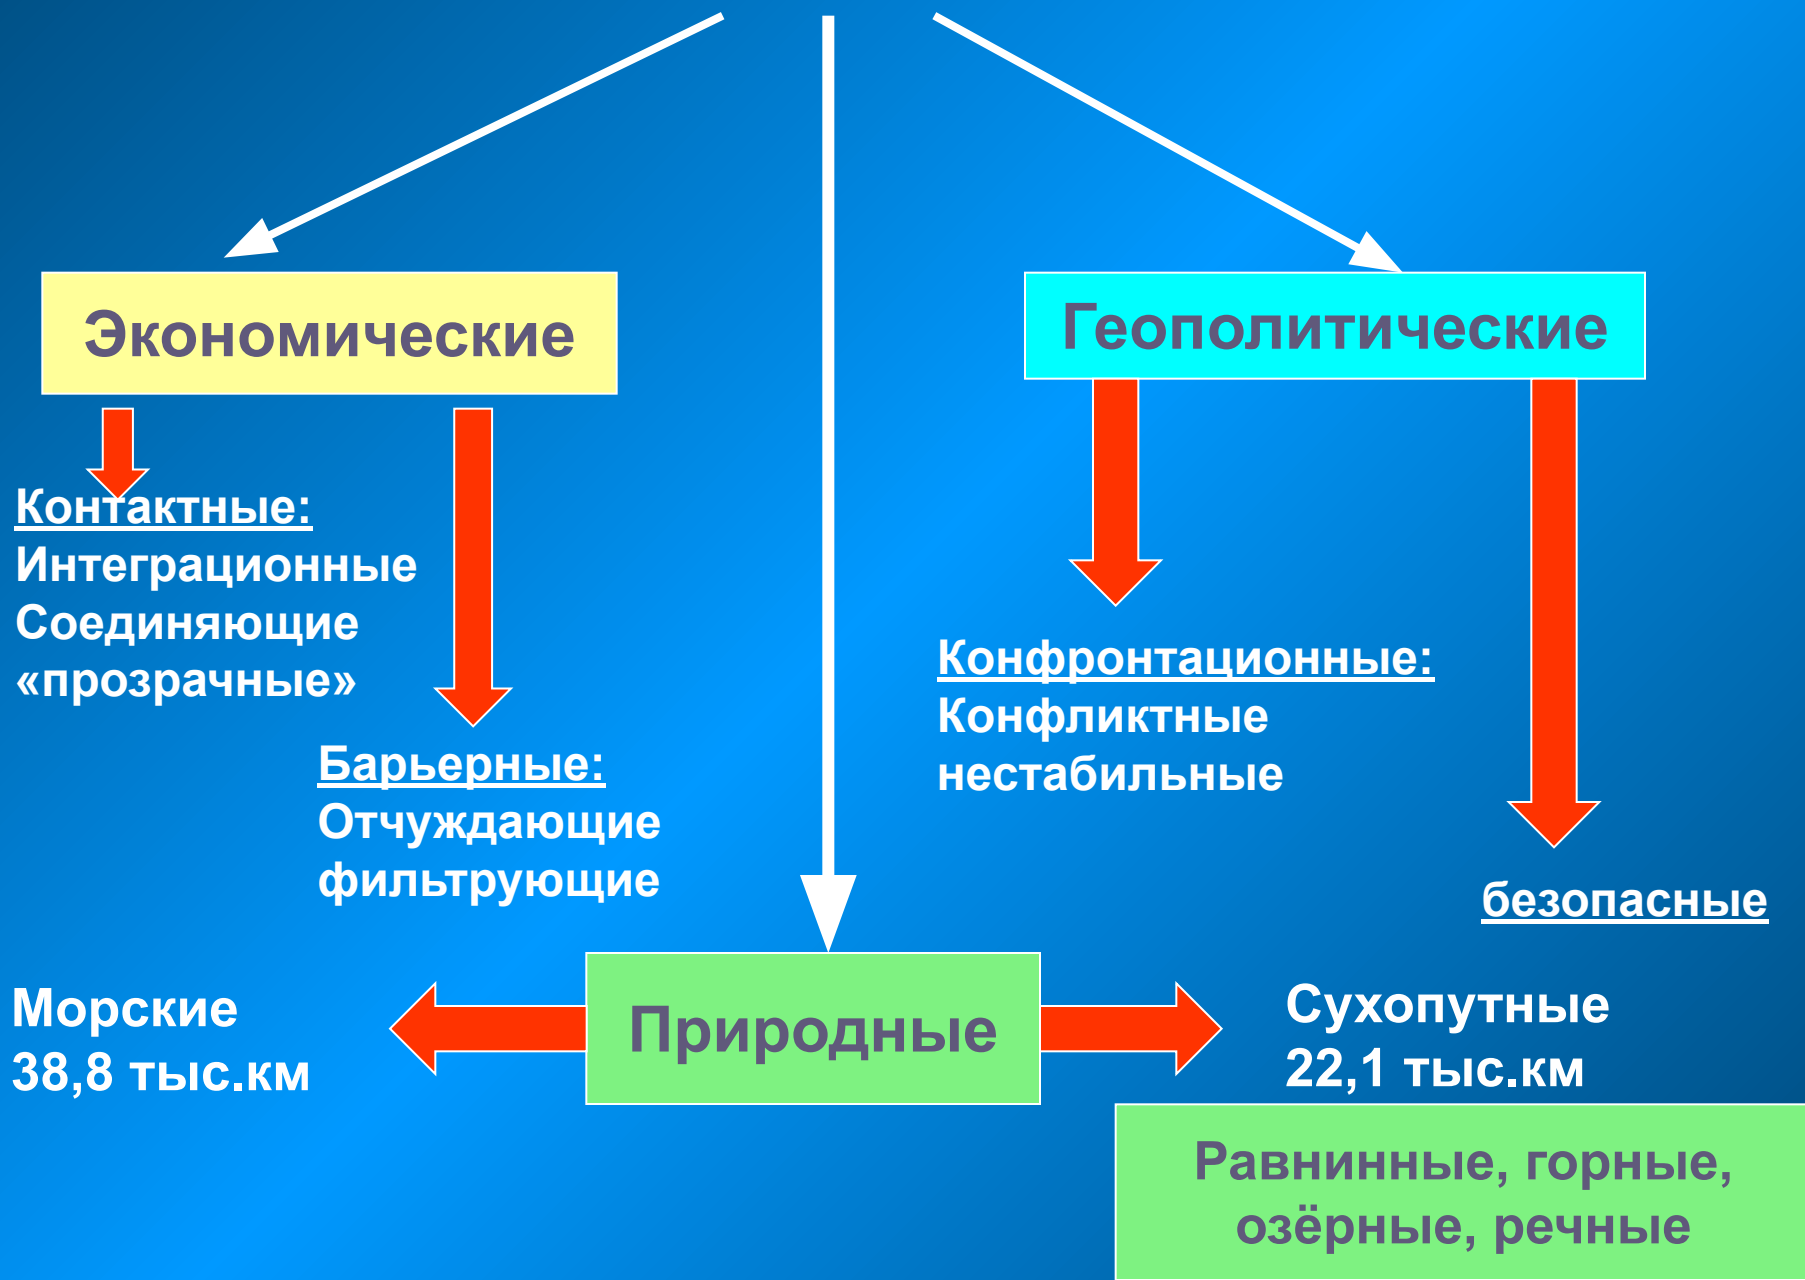 Экономические
Геополитические
Контактные:
Интеграционные
Соединяющие
«прозрачные»
Барьерные:
Отчуждающие
фильтрующие
Конфронтационные:
Конфликтные
нестабильные
безопасные
Природные
Морские
38,8 тыс.км
Сухопутные
22,1 тыс.км
Равнинные, горные,
озёрные, речные